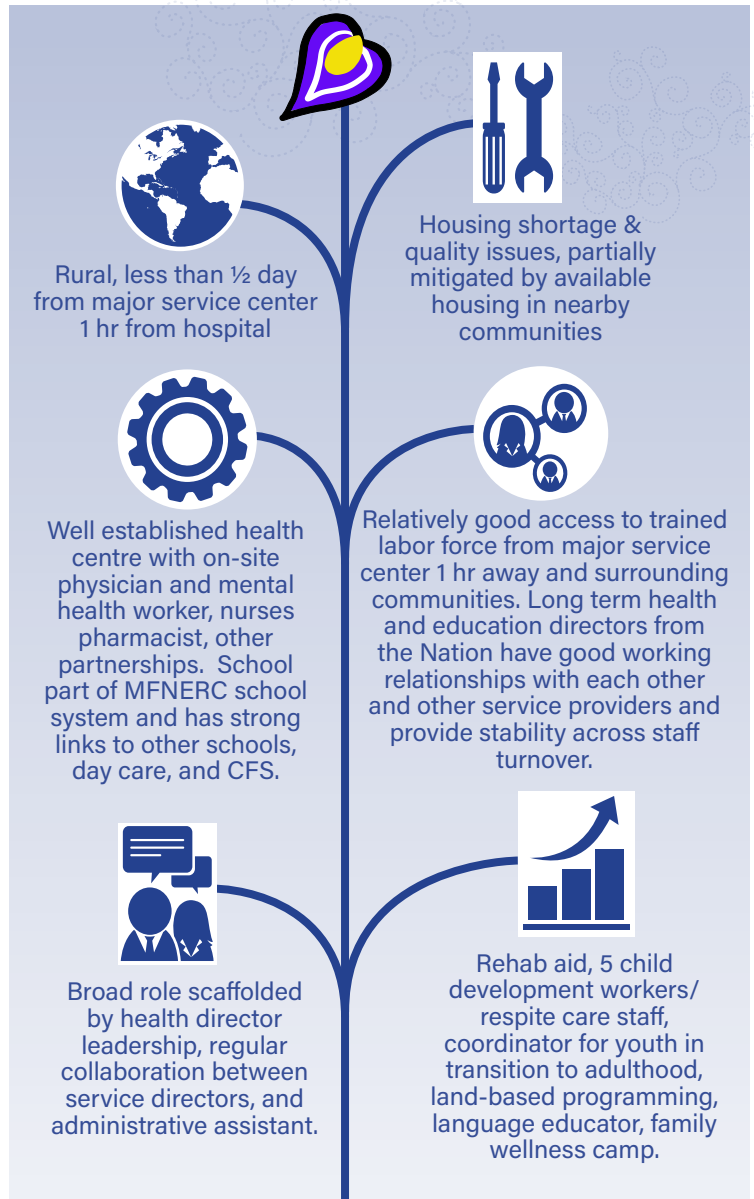 Rural, less than ½ day
from major service center
1 hr from hospital
Housing shortage &
quality issues, partially
mitigated by available
housing in nearby
communities
Well established health
centre with on-site
physician and mental
health worker, nurses
pharmacist, other
partnerships.  School
part of MFNERC school
system and has strong
links to other schools,
day care, and CFS.
Relatively good access to trained
labor force from major service
center 1 hr away and surrounding
communities. Long term health
and education directors from
the Nation have good working
relationships with each other
and other service providers and
provide stability across staff
turnover.
Broad role scaffolded
by health director
leadership, regular
collaboration between
service directors, and
administrative assistant.
Rehab aid, 5 child
development workers/
respite care staff,
coordinator for youth in
transition to adulthood,
land-based programming,
language educator, family
wellness camp.